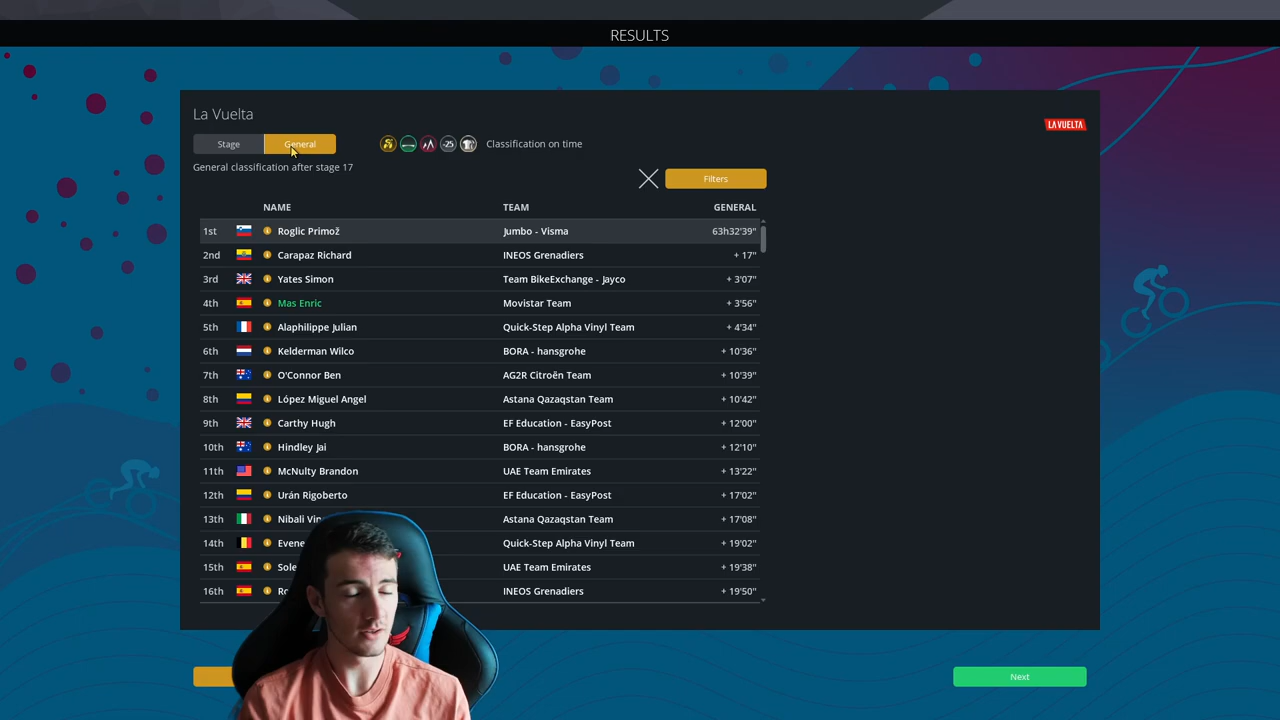 RESULTS
La Vuelta
LA VUELTA
Stage General -25 Classification on time
General classification after stage 17
Filters
NAME TEAM GENERAL
1st Roglic Primož Jumbo - Visma 63h32'39"
2nd Carapaz Richard INEOS Grenadiers + 17"
3rd Yates Simon Team BikeExchange - Jayco + 3'07"
4th Mas Enric Movistar Team + 3'56"
5th Alaphilippe Julian Quick-Step Alpha Vinyl Team + 4'34"
6th Kelderman Wilco BORA - hansgrohe + 10'36"
7th O'Connor Ben AG2R Citroën Team + 10'39"
8th López Miguel Angel Astana Qazaqstan Team + 10'42"
9th Carthy Hugh EF Education - EasyPost + 12'00"
10th Hindley Jai BORA - hansgrohe + 12'10"
11th McNulty Brandon UAE Team Emirates + 13'22"
12th Urán Rigoberto EF Education - EasyPost + 17'02"
13th Nibali Astana Qazaqstan Team + 17'08"
14th Quick-Step Alpha Vinyl Team + 19'02"
15th UAE Team Emirates + 19'38"
16th INEOS Grenadiers + 19'50"
Next